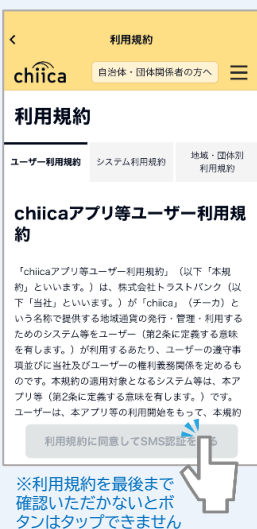 利用規約
chiica
自治体・団体関係者の方へ
利用規約
ユーザー利用規約
システム利用規約
地域・団体別
利用規約
chiicaアプリ等ユーザー利用規
約
「chiicaアプリ等ユーザー利用規約」（以下「本規
約」といいます。）は、株式会社トラストバンク（以
下「当社」といいます。）が「chiica」（チーカ）と
いう名称で提供する地域通貨の発行・管理・利用する
ためのシステム等をユーザー（第2条に定義する意味
を有します。）が利用するあたり、ユーザーの遵守事
項並びに当社及びユーザーの権利義務関係を定めるも
のです。本規約の適用対象となるシステム等は、本ア
プリ等（第2条に定義する意味を有します。）です。
ユーザーは、本アプリ等の利用開始をもって、本規約
利用規約に同意してSMS認証を る
※利用規約を最後まで
確認いただかないとボ
タンはタップできません